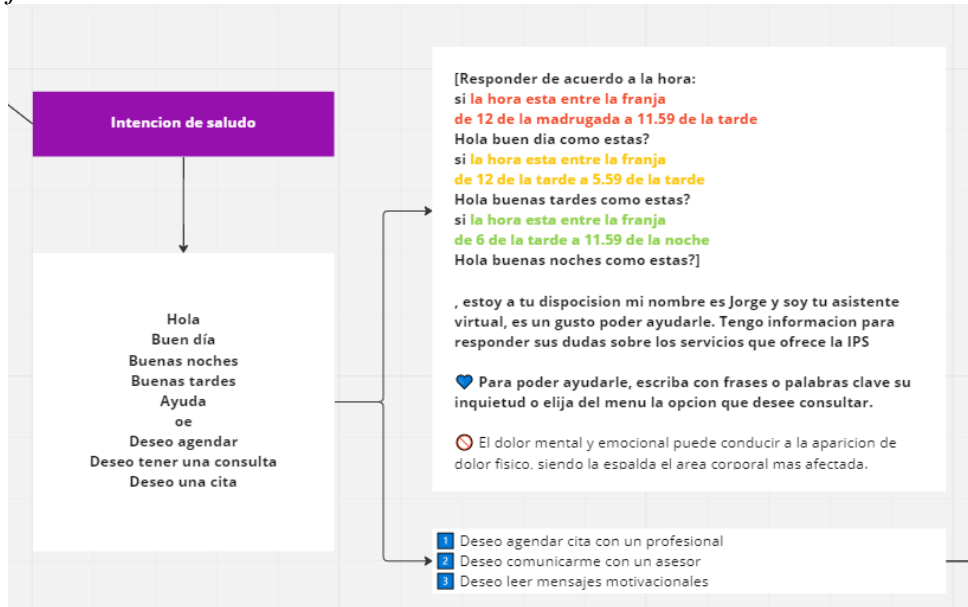 Intencion de saludo
Hola
Buen día
Buenas noches
Buenas tardes
Ayuda
oe
Deseo agendar
Deseo tener una consulta
Deseo una cita
[Responder de acuerdo a la hora:
si la hora esta entre la franja
de 12 de la madrugada a 11.59 de la tarde
Hola buen dia como estas?
si la hora esta entre la franja
de 12 de la tarde a 5.59 de la tarde
Hola buenas tardes como estas?
si la hora esta entre la franja
de 6 de la tarde a 11.59 de la noche
Hola buenas noches como estas?]
, estoy a tu dispocision mi nombre es Jorge y soy tu asistente
virtual, es un gusto poder ayudarle. Tengo informacion para
responder sus dudas sobre los servicios que ofrece la IPS
💙 Para poder ayudarle, escriba con frases o palabras clave su
inquietud o elija del menu la opcion que desee consultar.
🚫 El dolor mental y emocional puede conducir a la aparicion de
dolor fisico, siendo la espalda el area corporal mas afectada.
1 Deseo agendar cita con un profesional
2 Deseo comunicarme con un asesor
3 Deseo leer mensajes motivacionales